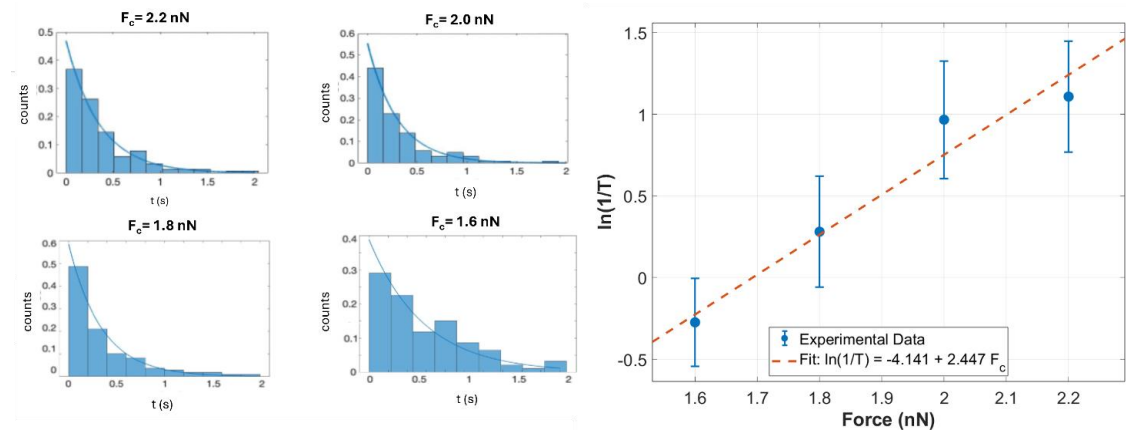 F_c= 2.2 nN
0.5
0.4
0.3
0.2
0.1
0
counts
0 0.5 1 1.5 2
t (s)
F_c= 2.0 nN
0.6
0.5
0.4
0.3
0.2
0.1
0
counts
0 0.5 1 1.5 2
t (s)
F_c= 1.8 nN
0.6
0.5
0.4
0.3
0.2
0.1
0
counts
0 0.5 1 1.5 2
t (s)
F_c= 1.6 nN
0.4
0.3
0.2
0.1
0
counts
0 0.5 1 1.5 2
t (s)
1.5
1
0.5
0
-0.5
ln(1/T)
Experimental Data
Fit: ln(1/T) = -4.141 + 2.447 F_c
1.6 1.7 1.8 1.9 2 2.1 2.2
Force (nN)